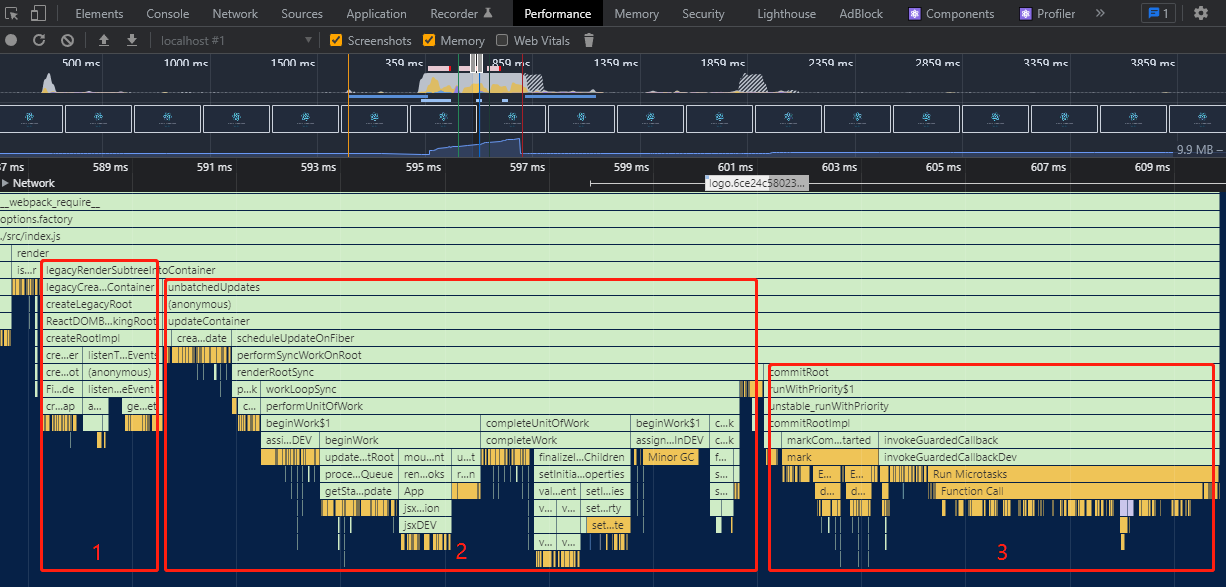 Elements Console Network Sources Application Recorder Performance Memory Security Lighthouse AdBlock Components Profiler » 1
localhost #1 Screenshots Memory Web Vitals
500 ms 1000 ms 1500 ms 359 ms 859 ms 1359 ms 1859 ms 2359 ms 2859 ms 3359 ms 3859 ms
9.9 MB –
7 ms 589 ms 591 ms 593 ms 595 ms 597 ms 599 ms 601 ms 603 ms 605 ms 607 ms 609 ms
Network logo.6ce24c58023...
__webpack_require__
options.factory
./src/index.js
render
is...r legacyRenderSubtreeIntoContainer
legacyCrea...Container unbatchedUpdates
createLegacyRoot (anonymous)
ReactDOMB...kingRoot updateContainer
createRootImpl crea...date scheduleUpdateOnFiber
cre...er listenT...Events performSyncWorkOnRoot
cre...ot (anonymous) renderRootSync commitRoot
Fi...de listen...eEvent p...k workLoopSync runWithPriority$1
cr...ap a... ge...et c... performUnitOfWork unstable_runWithPriority
beginWork$1 completeUnitOfWork beginWork$1 c...k commitRootImpl
assi...DEV beginWork completeWork assign...InDEV c...k markCom...tarted invokeGuardedCallback
update...tRoot mou...nt u...t finalizeI...Children Minor GC f... mark invokeGuardedCallbackDev
proce...Queue ren...oks r...n setInitia...operties s... E... E... Run Microtasks
getSta...pdate App val...ent setI...ies s... d... d... Function Call
jsx...ion v... v... set...rty
jsxDEV set...te
v... v...
1 2 3